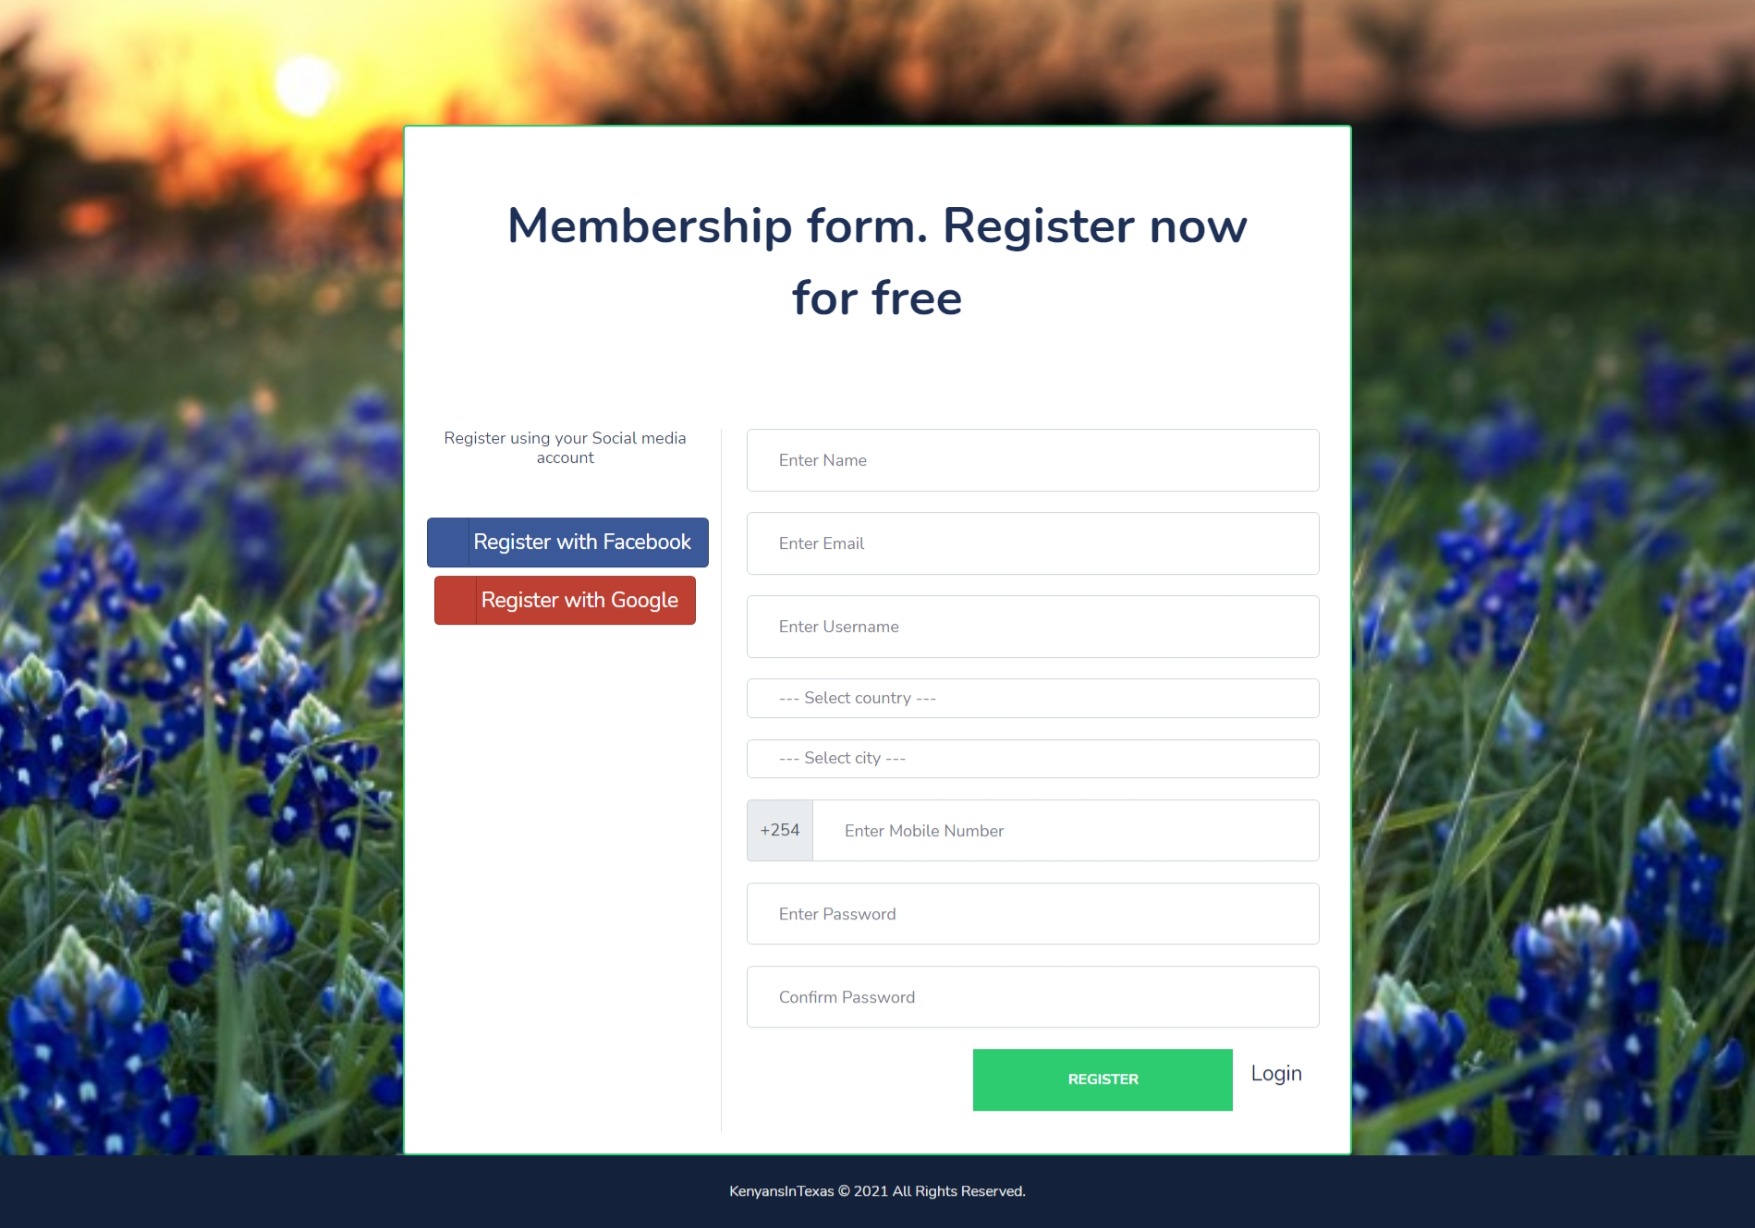 Membership form. Register now
for free
Register using your Social media
account
Register with Facebook
Register with Google
Enter Name
Enter Email
Enter Username
--- Select country ---
--- Select city ---
+254
Enter Mobile Number
Enter Password
Confirm Password
REGISTER
Login
KenyansInTexas © 2021 All Rights Reserved.